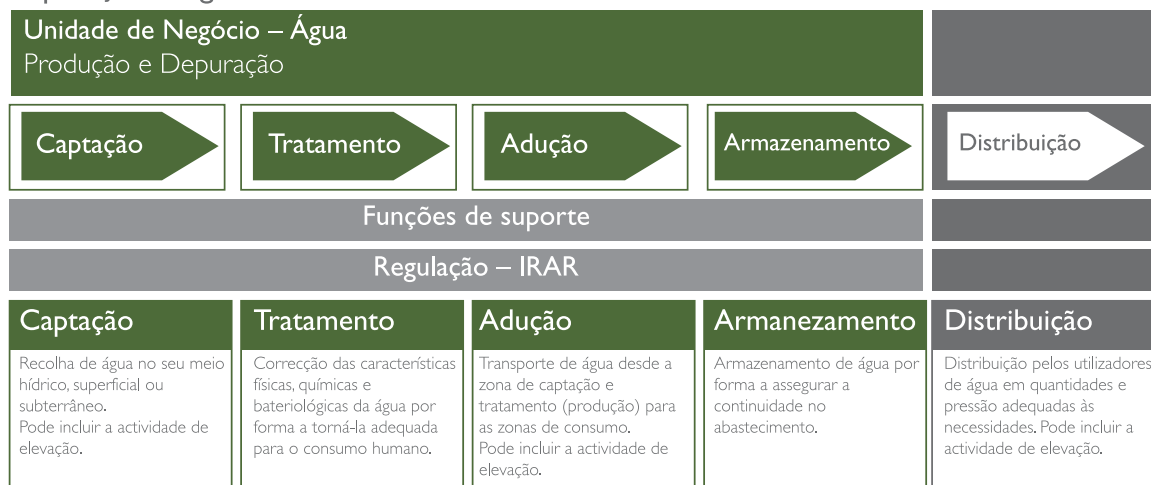 Unidade de Negócio – Água
Produção e Depuração
Captação
Tratamento
Adução
Armazenamento
Distribuição
Funções de suporte
Regulação – IRAR
Captação
Recolha de água no seu meio
hídrico, superficial ou
subterrâneo.
Pode incluir a actividade de
elevação.
Tratamento
Correcção das características
físicas, químicas e
bateriológicas da água por
forma a torná-la adequada
para o consumo humano.
Adução
Transporte de água desde a
zona de captação e
tratamento (produção) para
as zonas de consumo.
Pode incluir a actividade de
elevação.
Armanezamento
Armazenamento de água por
forma a assegurar a
continuidade no
abastecimento.
Distribuição
Distribuição pelos utilizadores
de água em quantidades e
pressão adequadas às
necessidades. Pode incluir a
actividade de elevação.